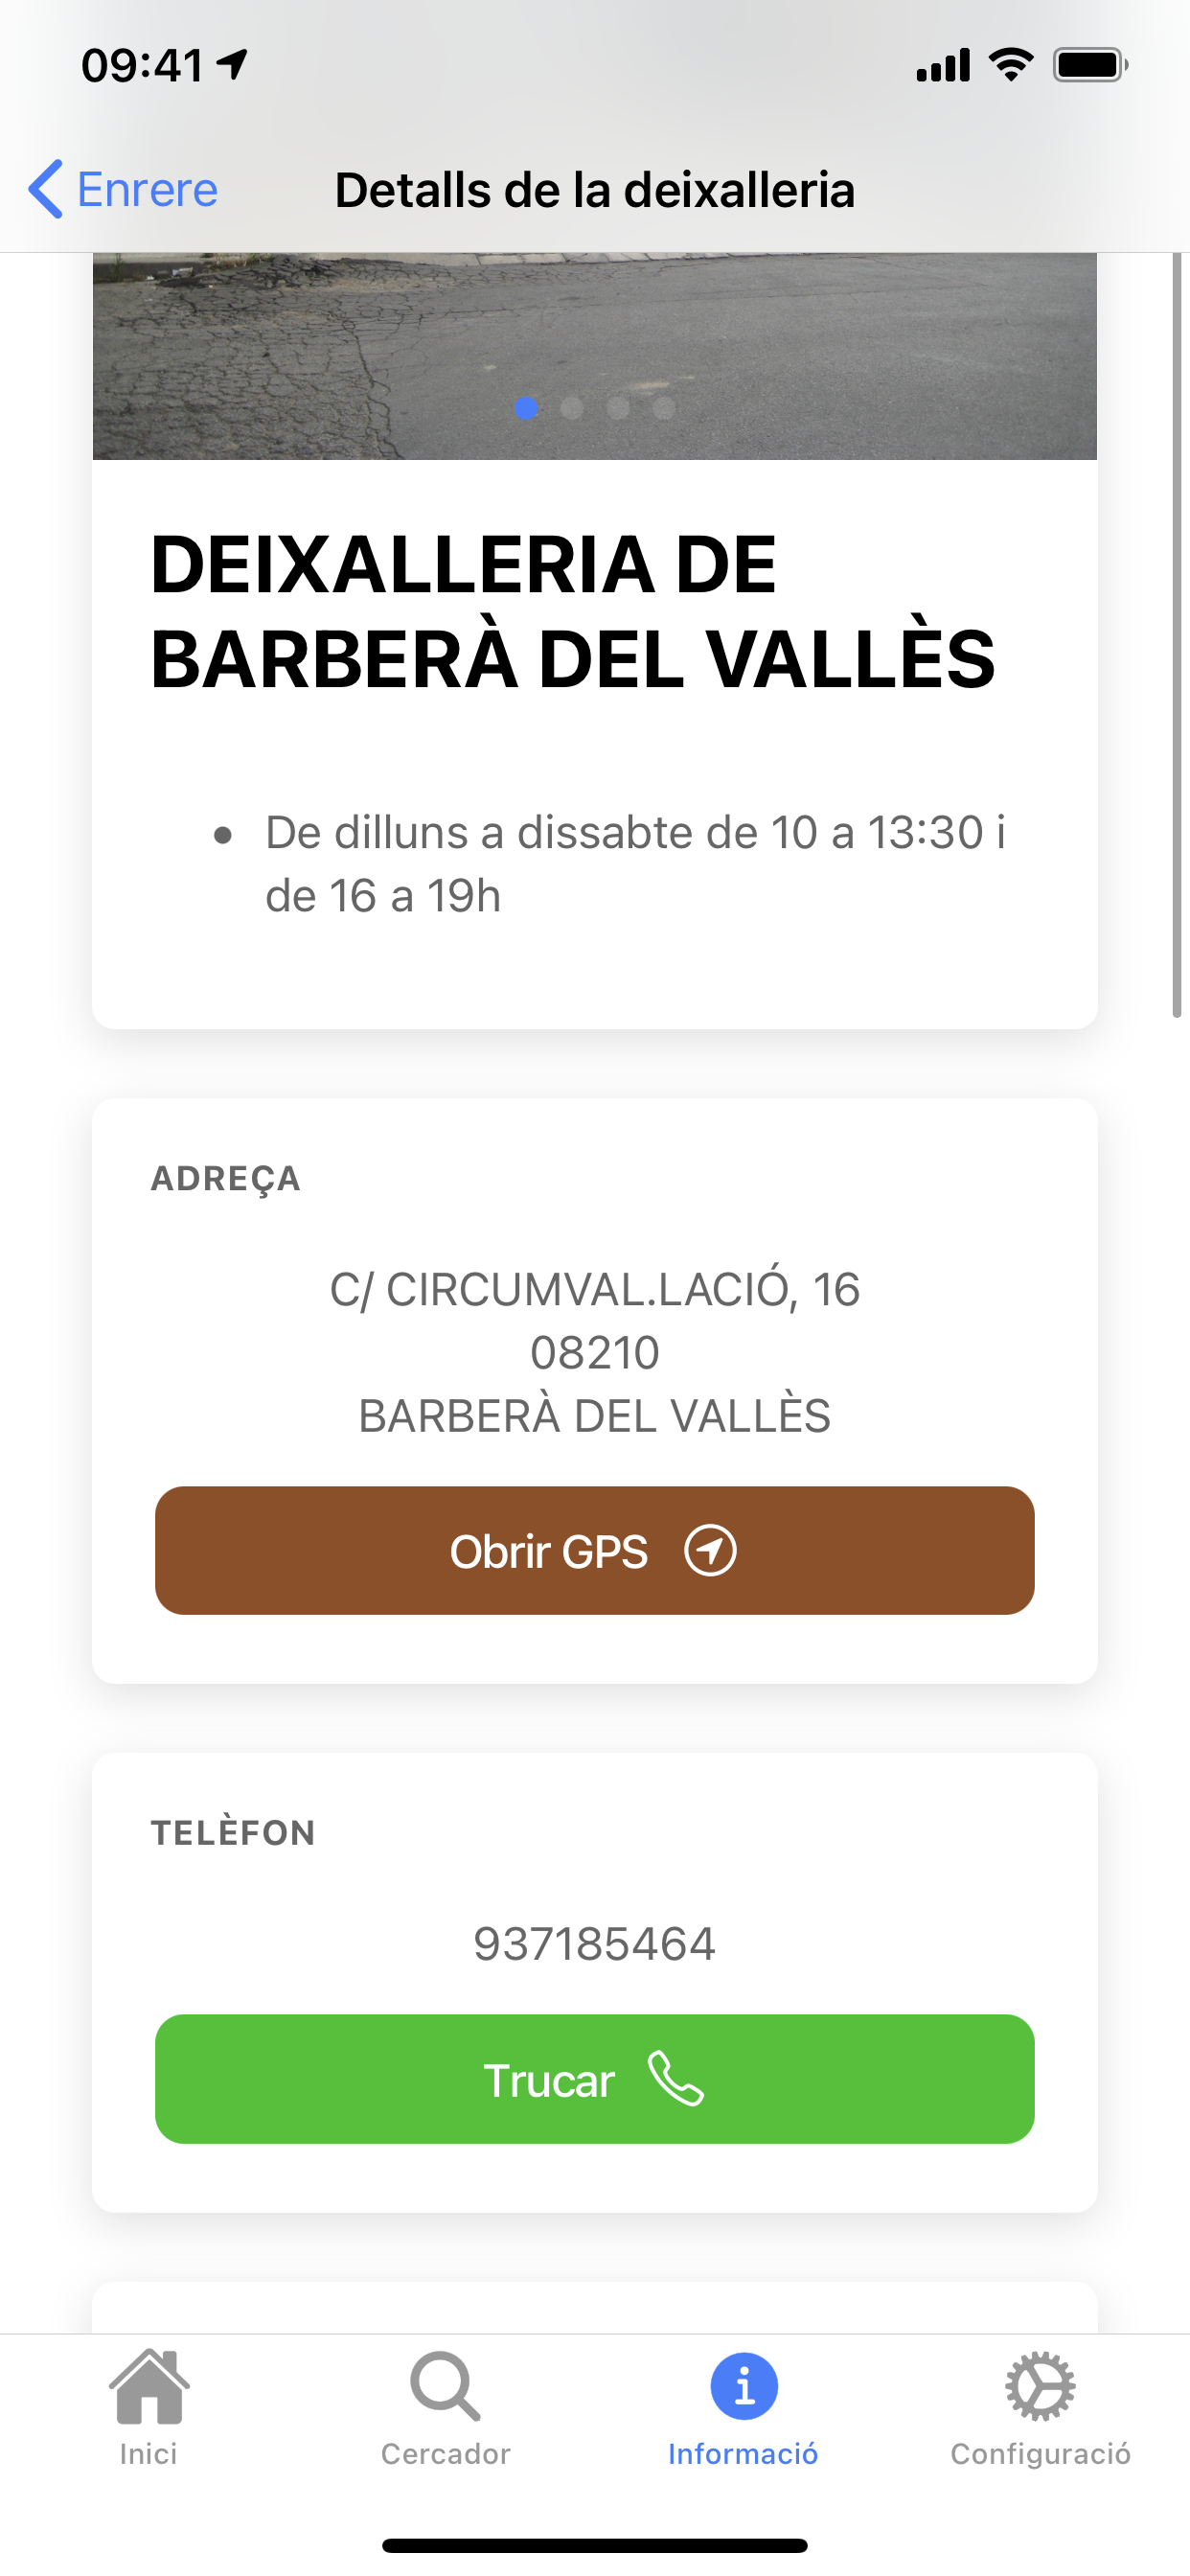 09:41
Enrere
Detalls de la deixalleria
DEIXALLERIA DE
BARBERÀ DEL VALLÈS
• De dilluns a dissabte de 10 a 13:30 i
de 16 a 19h
ADREÇA
C/ CIRCUMVAL.LACIÓ, 16
08210
BARBERÀ DEL VALLÈS
Obrir GPS
TELÈFON
937185464
Trucar
Inici
Cercador
Informació
Configuració